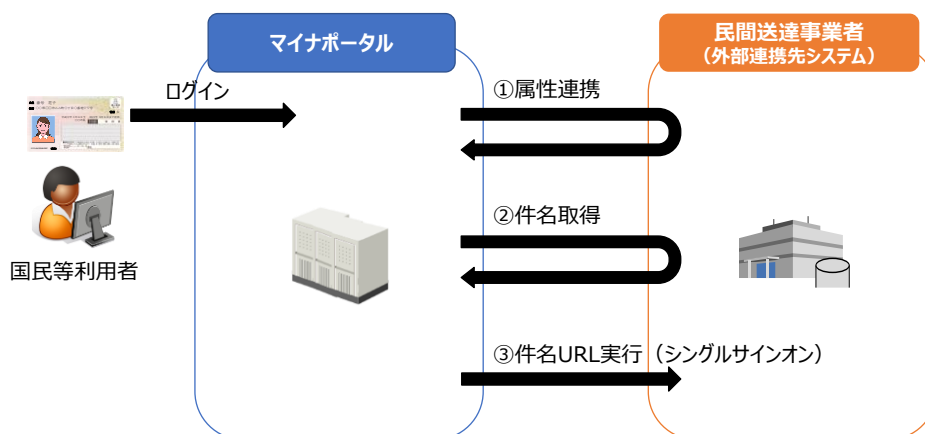 マイナポータル
民間送達事業者
（外部連携先システム）
ログイン
①属性連携
②件名取得
国民等利用者
③件名URL実行（シングルサインオン）